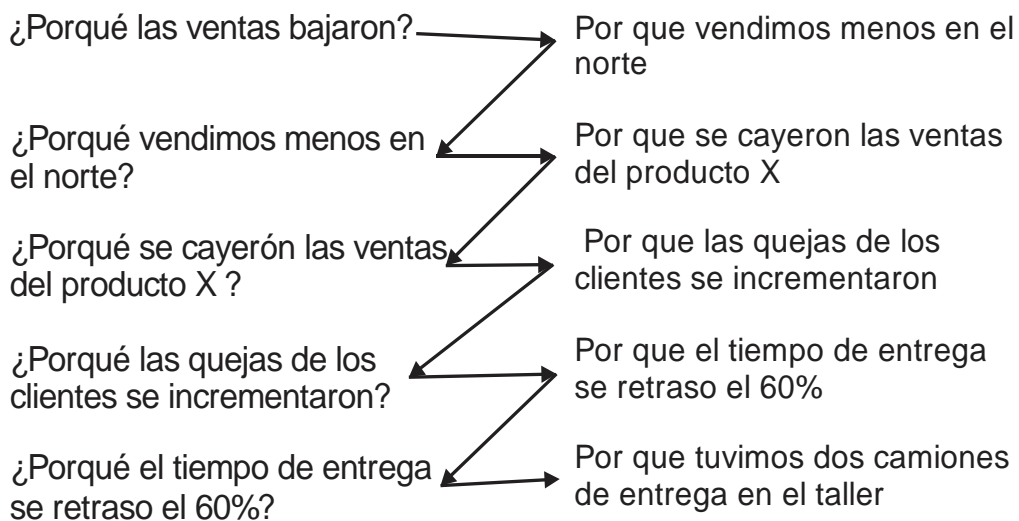 ¿Porqué las ventas bajaron?
Por que vendimos menos en el
norte
¿Porqué vendimos menos en
el norte?
Por que se cayeron las ventas
del producto X
¿Porqué se cayerón las ventas
del producto X ?
Por que las quejas de los
clientes se incrementaron
¿Porqué las quejas de los
clientes se incrementaron?
Por que el tiempo de entrega
se retraso el 60%
¿Porqué el tiempo de entrega
se retraso el 60%?
Por que tuvimos dos camiones
de entrega en el taller